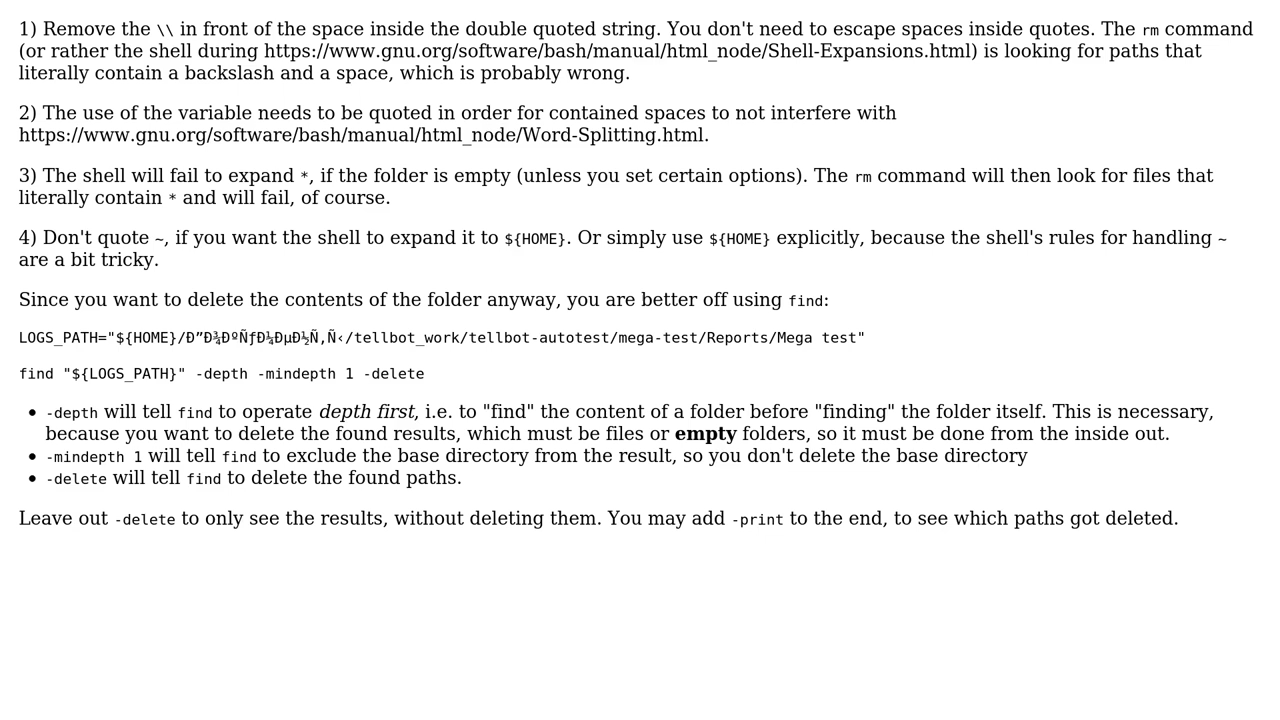 1) Remove the \\ in front of the space inside the double quoted string. You don't need to escape spaces inside quotes. The rm command
(or rather the shell during https://www.gnu.org/software/bash/manual/html_node/Shell-Expansions.html) is looking for paths that
literally contain a backslash and a space, which is probably wrong.
2) The use of the variable needs to be quoted in order for contained spaces to not interfere with
https://www.gnu.org/software/bash/manual/html_node/Word-Splitting.html.
3) The shell will fail to expand *, if the folder is empty (unless you set certain options). The rm command will then look for files that
literally contain * and will fail, of course.
4) Don't quote ~, if you want the shell to expand it to ${HOME}. Or simply use ${HOME} explicitly, because the shell's rules for handling ~
are a bit tricky.
Since you want to delete the contents of the folder anyway, you are better off using find:
LOGS_PATH="${HOME}/Ð”Ð¾ÐºÑƒÐ¼ÐµÐ½Ñ‚Ñ‹/tellbot_work/tellbot-autotest/mega-test/Reports/Mega test"
find "${LOGS_PATH}" -depth -mindepth 1 -delete
• -depth will tell find to operate depth first, i.e. to "find" the content of a folder before "finding" the folder itself. This is necessary,
because you want to delete the found results, which must be files or empty folders, so it must be done from the inside out.
• -mindepth 1 will tell find to exclude the base directory from the result, so you don't delete the base directory
• -delete will tell find to delete the found paths.
Leave out -delete to only see the results, without deleting them. You may add -print to the end, to see which paths got deleted.